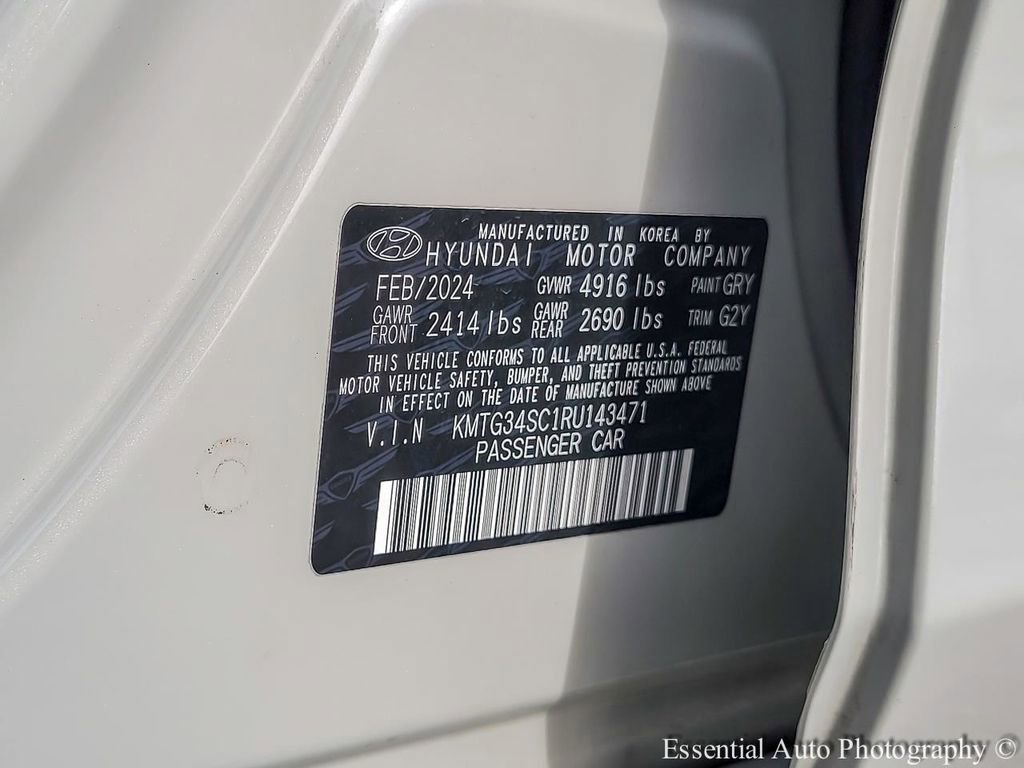 MANUFACTURED IN KOREA BY
HYUNDAI MOTOR COMPANY
FEB/2024 GVWR 4916 lbs PAINT GRY
GAWR FRONT 2414 lbs GAWR REAR 2690 lbs TRIM G2Y
THIS VEHICLE CONFORMS TO ALL APPLICABLE U.S.A. FEDERAL
MOTOR VEHICLE SAFETY, BUMPER, AND THEFT PREVENTION STANDARDS
IN EFFECT ON THE DATE OF MANUFACTURE SHOWN ABOVE
V.I.N KMTG34SC1RU143471
PASSENGER CAR
Essential Auto Photography ©